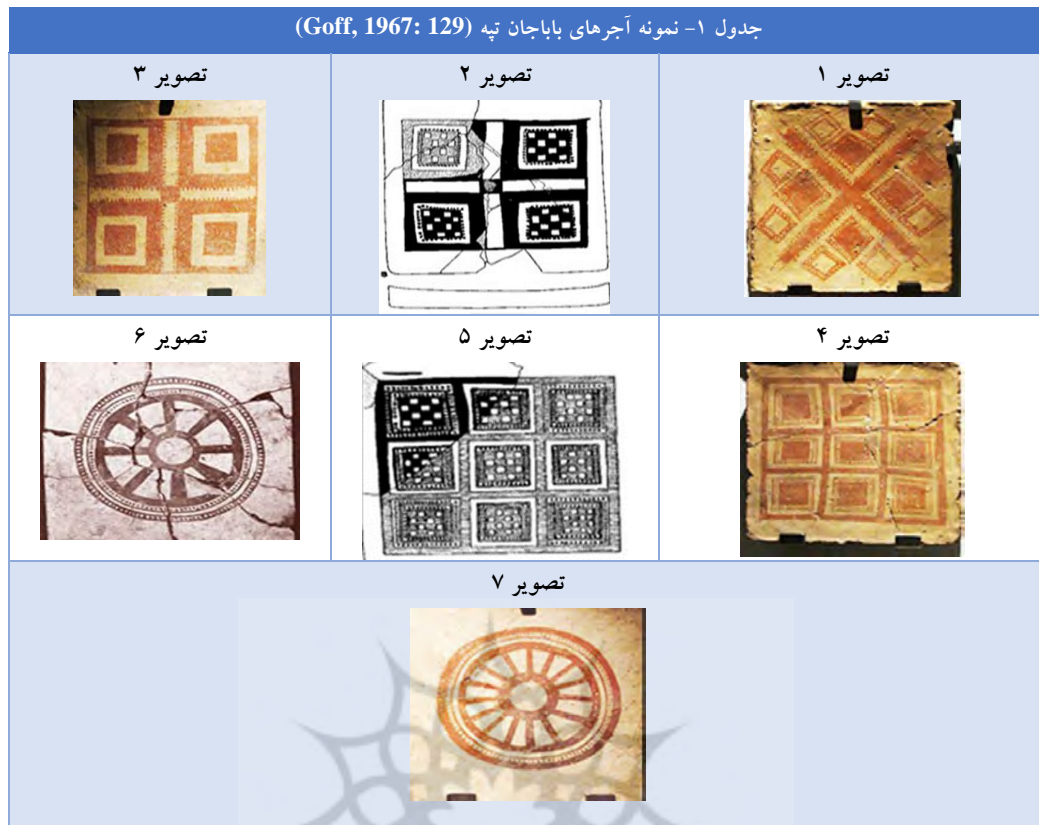 جدول ۱- نمونه آجرهای باباجان تپه (Goff, 1967: 129)
تصویر ۱
تصویر ۲
تصویر ۳
تصویر ۴
تصویر ۵
تصویر ۶
تصویر ۷